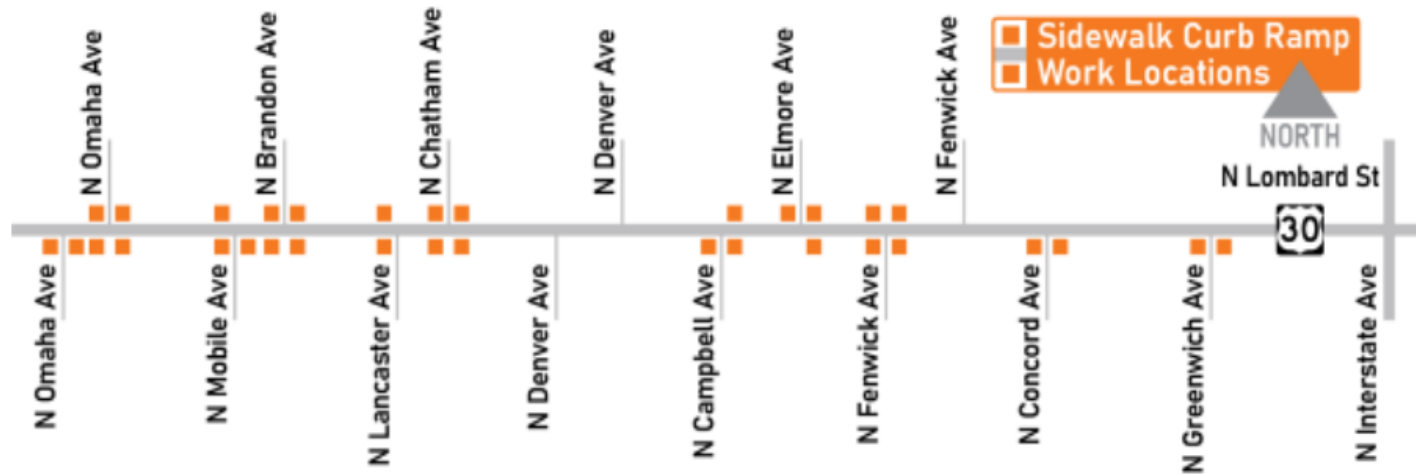 N Omaha Ave
N Brandon Ave
N Chatham Ave
N Denver Ave
N Elmore Ave
N Fenwick Ave
Sidewalk Curb Ramp
Work Locations
NORTH
N Lombard St
30
N Omaha Ave
N Mobile Ave
N Lancaster Ave
N Denver Ave
N Campbell Ave
N Fenwick Ave
N Concord Ave
N Greenwich Ave
N Interstate Ave